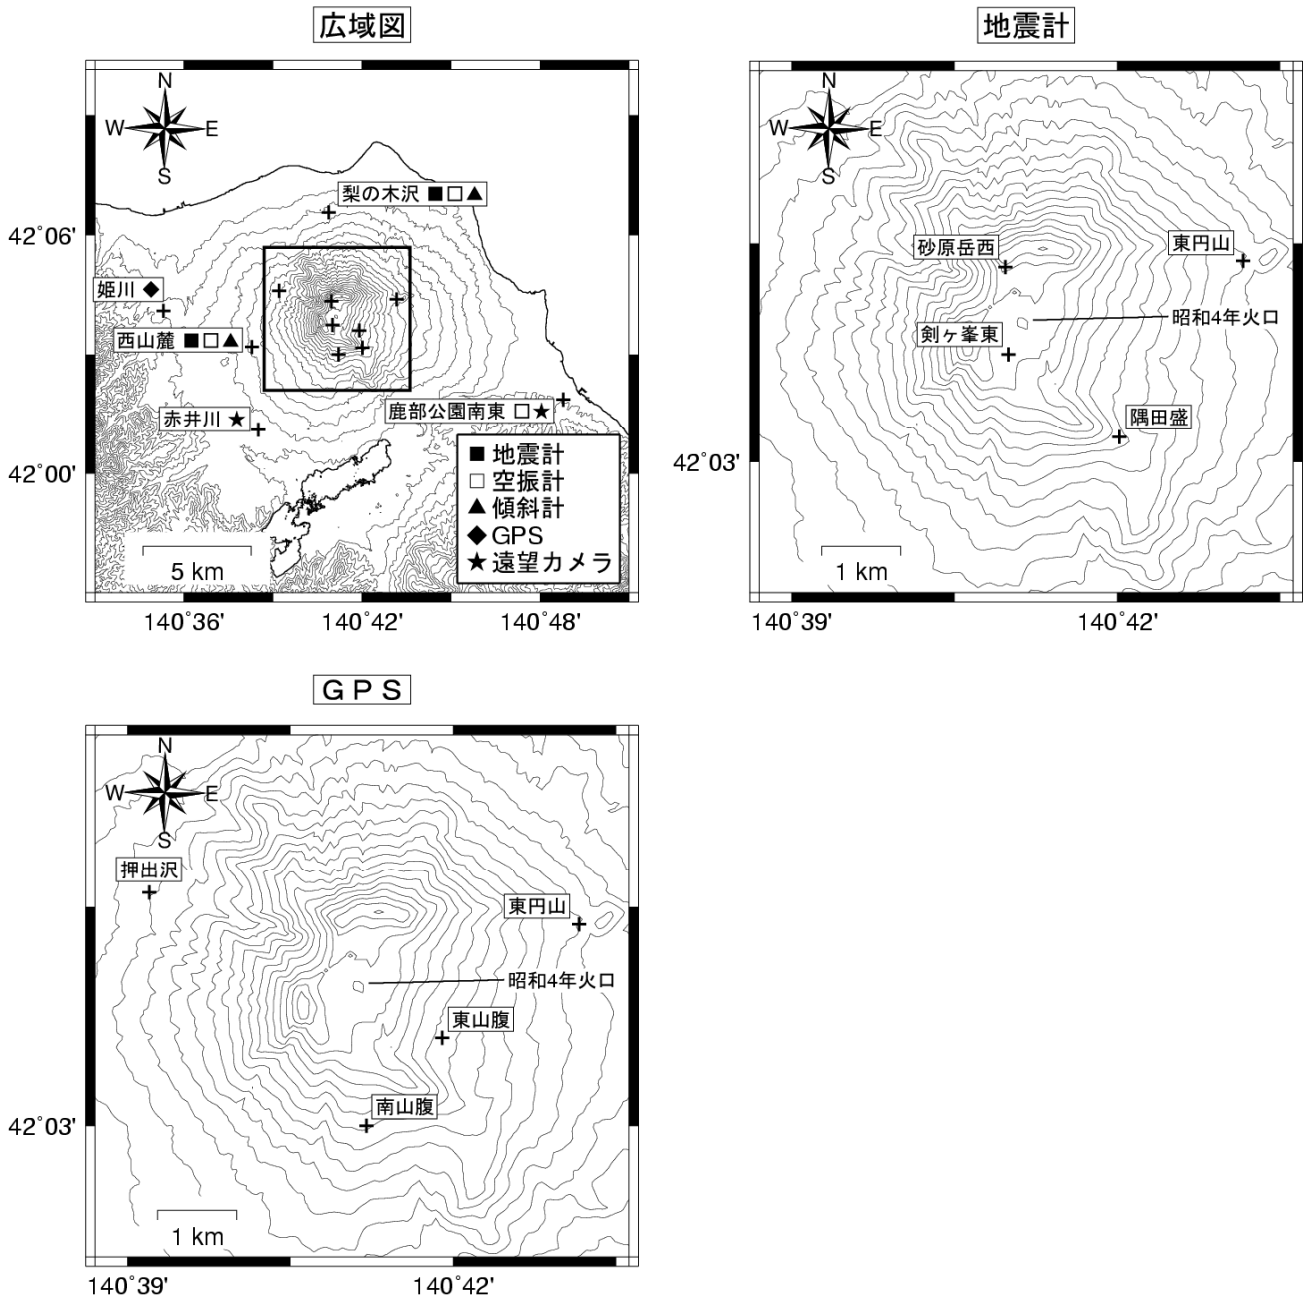 広域図
N
W E
S
梨の木沢 ■□▲
42°06'
姫川 ◆
西山麓 ■□▲
赤井川 ★
鹿部公園南東 □★
42°00'
■ 地震計
□ 空振計
▲ 傾斜計
◆ GPS
★ 遠望カメラ
5 km
140°36' 140°42' 140°48'
地震計
N
W E
S
砂原岳西
東円山
昭和4年火口
剣ヶ峯東
隅田盛
42°03'
1 km
140°39' 140°42'
GPS
N
W E
S
押出沢
東円山
昭和4年火口
東山腹
南山腹
42°03'
1 km
140°39' 140°42'